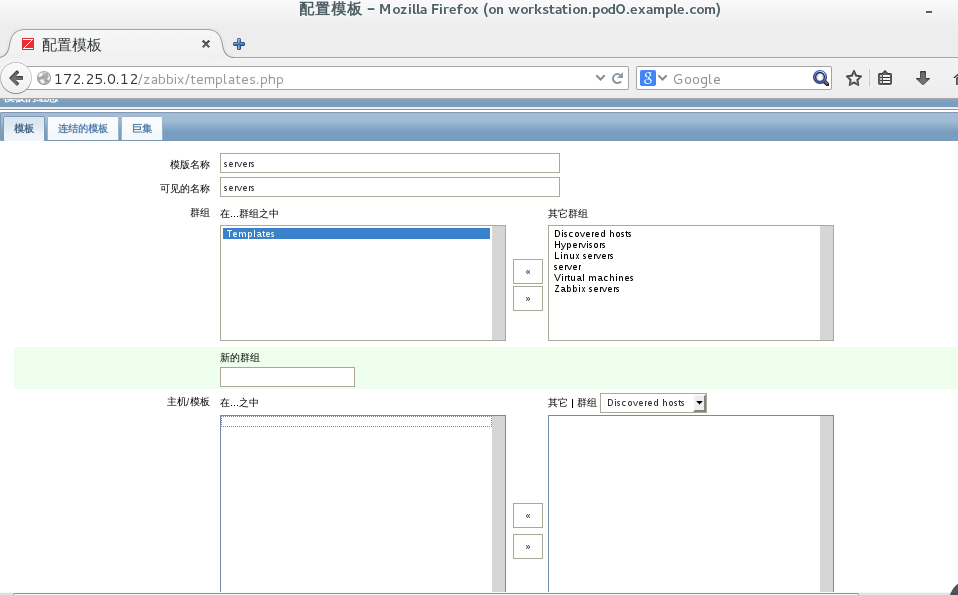 配置模板 – Mozilla Firefox (on workstation.pod0.example.com)
配置模板
172.25.0.12/zabbix/templates.php
Google
模板 连结的模板 巨集
模版名称 servers
可见的名称 servers
群组 在...群组之中 其它群组
Templates
Discovered hosts
Hypervisors
Linux servers
server
Virtual machines
Zabbix servers
«
»
新的群组
主机/模板 在...之中 其它 | 群组 Discovered hosts
«
»